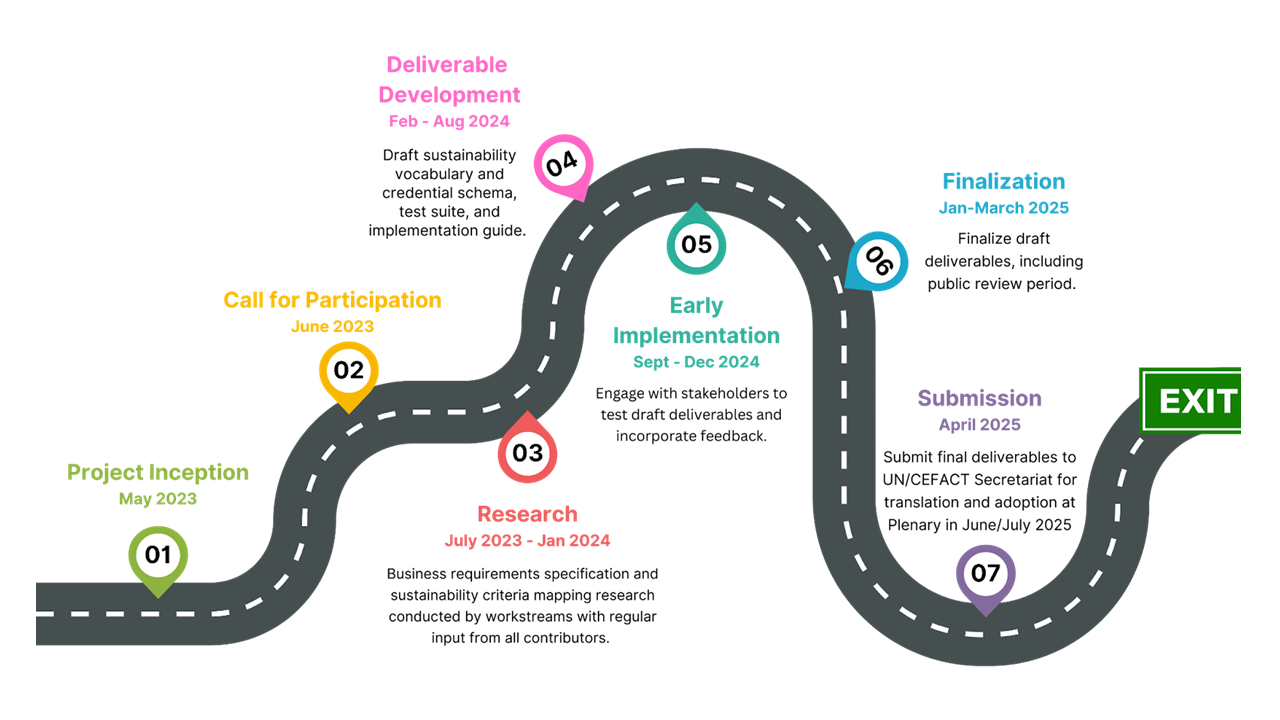 Project Inception
May 2023
01
Call for Participation
June 2023
02
03
Research
July 2023 - Jan 2024
Business requirements specification and
sustainability criteria mapping research
conducted by workstreams with regular
input from all contributors.
Deliverable
Development
Feb - Aug 2024
Draft sustainability
vocabulary and
credential schema,
test suite, and
implementation guide.
04
05
Early
Implementation
Sept - Dec 2024
Engage with stakeholders to
test draft deliverables and
incorporate feedback.
06
Finalization
Jan-March 2025
Finalize draft
deliverables, including
public review period.
Submission
April 2025
Submit final deliverables to
UN/CEFACT Secretariat for
translation and adoption at
Plenary in June/July 2025
07
EXIT